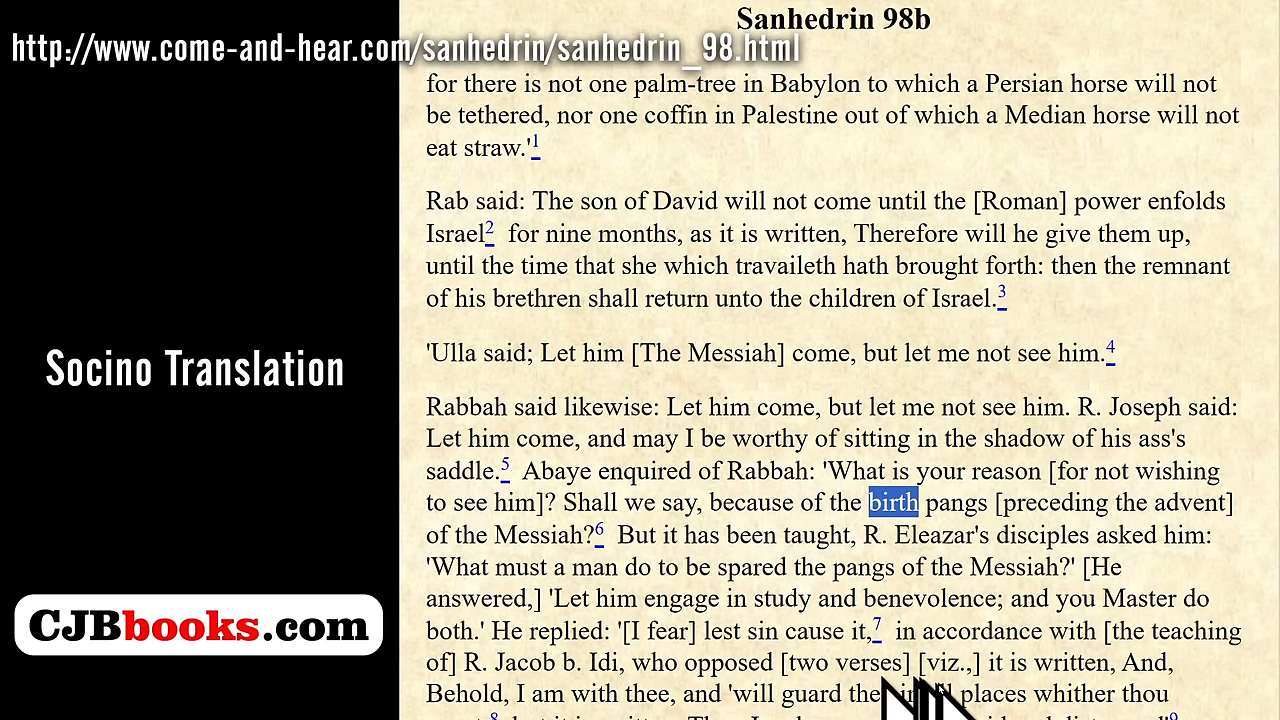 Sanhedrin 98b
http://www.come-and-hear.com/sanhedrin/sanhedrin_98.html
for there is not one palm-tree in Babylon to which a Persian horse will not
be tethered, nor one coffin in Palestine out of which a Median horse will not
eat straw.'1
Rab said: The son of David will not come until the [Roman] power enfolds
Israel2 for nine months, as it is written, Therefore will he give them up,
until the time that she which travaileth hath brought forth: then the remnant
of his brethren shall return unto the children of Israel.3
'Ulla said; Let him [The Messiah] come, but let me not see him.4
Socino Translation
Rabbah said likewise: Let him come, but let me not see him. R. Joseph said:
Let him come, and may I be worthy of sitting in the shadow of his ass's
saddle.5 Abaye enquired of Rabbah: 'What is your reason [for not wishing
to see him]? Shall we say, because of the birth pangs [preceding the advent]
of the Messiah?6 But it has been taught, R. Eleazar's disciples asked him:
'What must a man do to be spared the pangs of the Messiah?' [He
answered,] 'Let him engage in study and benevolence; and you Master do
both.' He replied: '[I fear] lest sin cause it,7 in accordance with [the teaching
of] R. Jacob b. Idi, who opposed [two verses] [viz.,] it is written, And,
Behold, I am with thee, and 'will guard thee places whither thou
CJBbooks.com